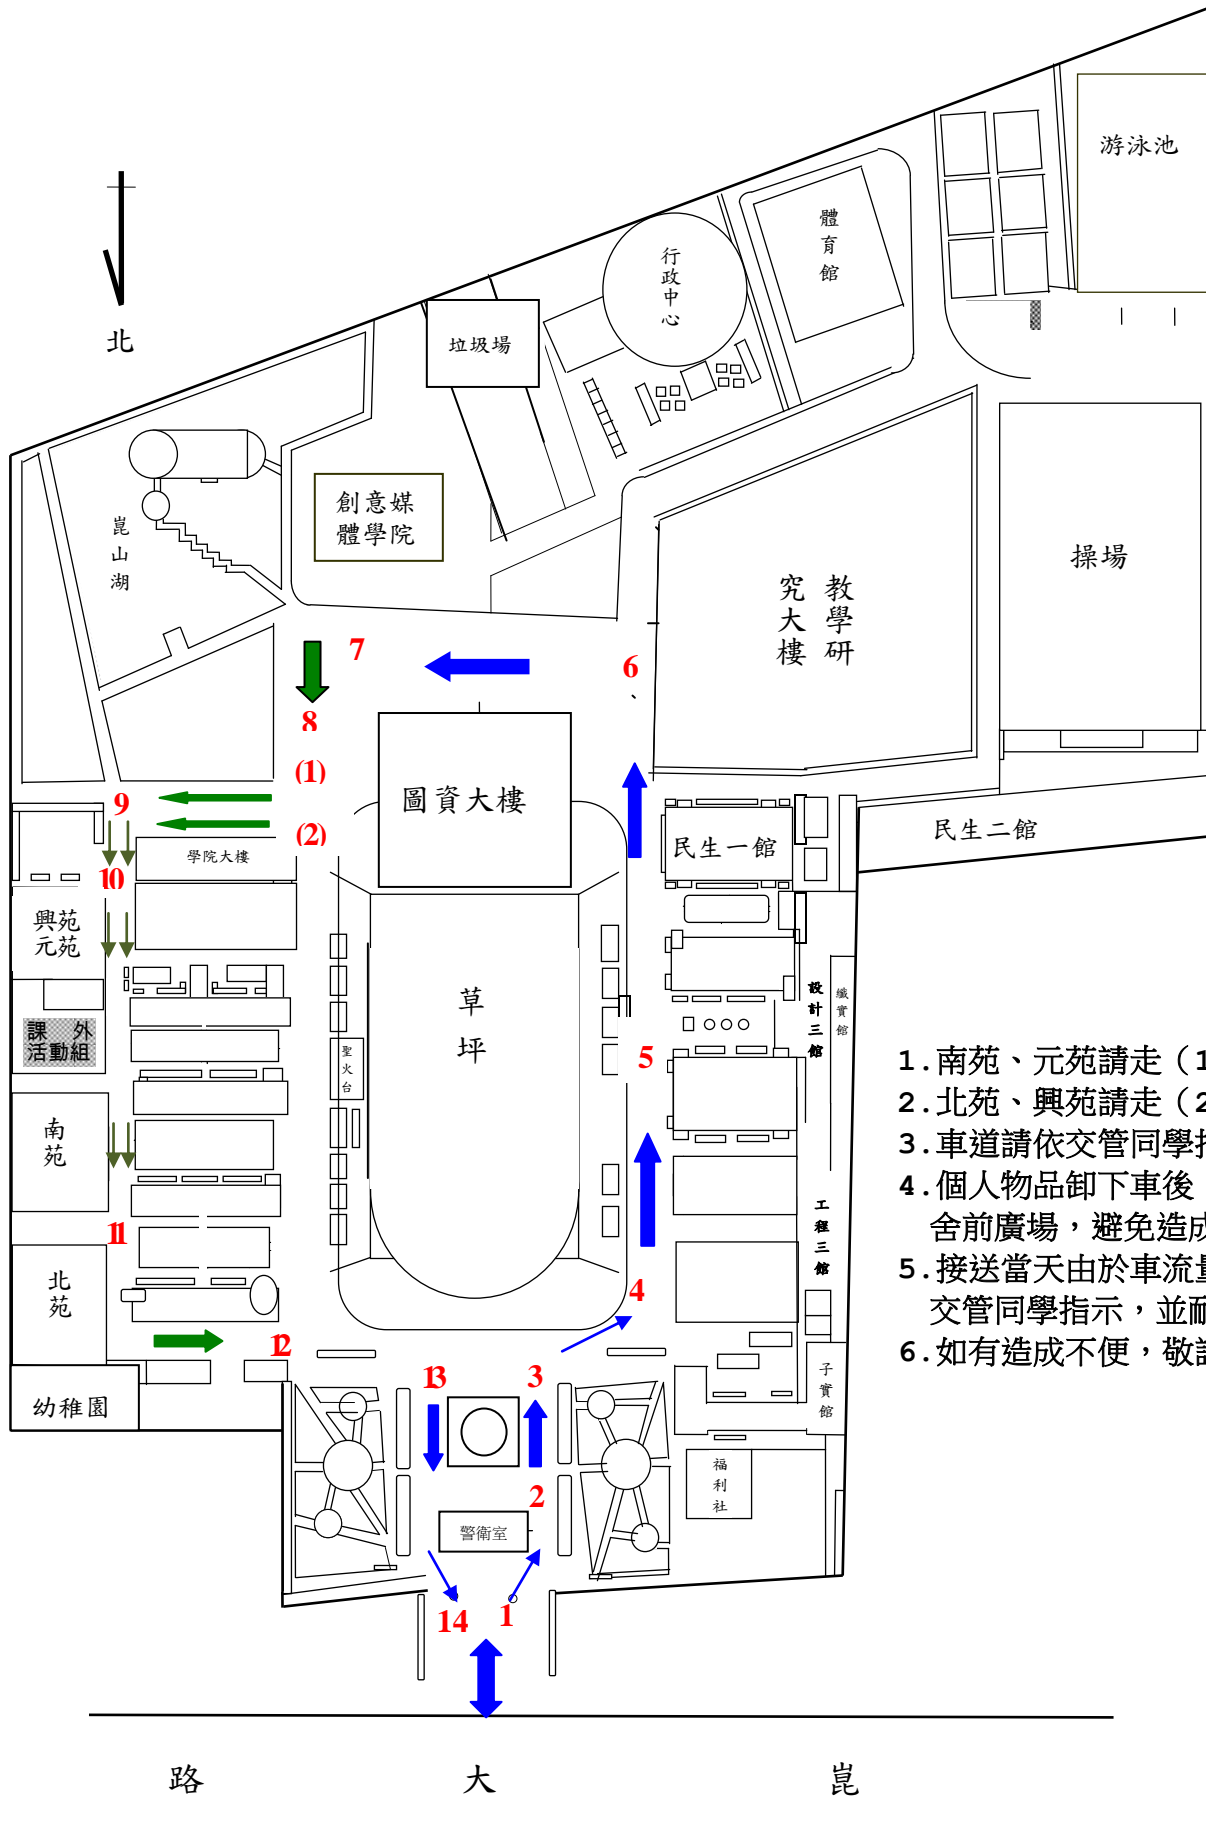 游泳池
體育館
行政中心
北
垃圾場
創意媒
體學院
崑山湖
操場
教學研
究大樓
7
6
8
(1)
圖資大樓
9
(2)
民生一館
民生二館
學院大樓
10
興苑
元苑
草坪
設計三館
纖實館
課 外
活動組
聖火台
5
1.南苑、元苑請走（1
2.北苑、興苑請走（2
3.車道請依交管同學
4.個人物品卸下車後
舍前廣場，避免造成
5.接送當天由於車流量
交管同學指示，並耐
6.如有造成不便，敬請
南苑
11
工程三館
北苑
4
12
13
3
子實館
幼稚園
2
福利社
警衛室
14
1
路 大 崑